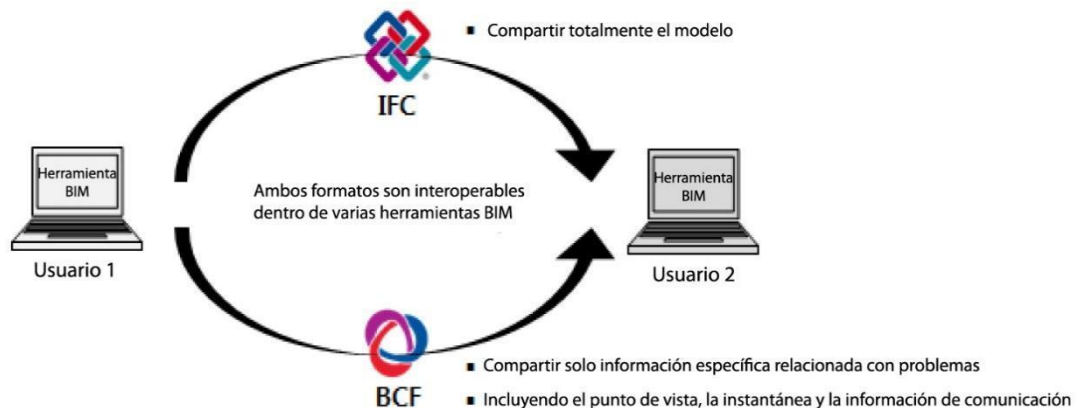 ▪ Compartir totalmente el modelo
IFC
Herramienta
BIM
Usuario 1
Ambos formatos son interoperables
dentro de varias herramientas BIM
Herramienta
BIM
Usuario 2
BCF
▪ Compartir solo información específica relacionada con problemas
▪ Incluyendo el punto de vista, la instantánea y la información de comunicación